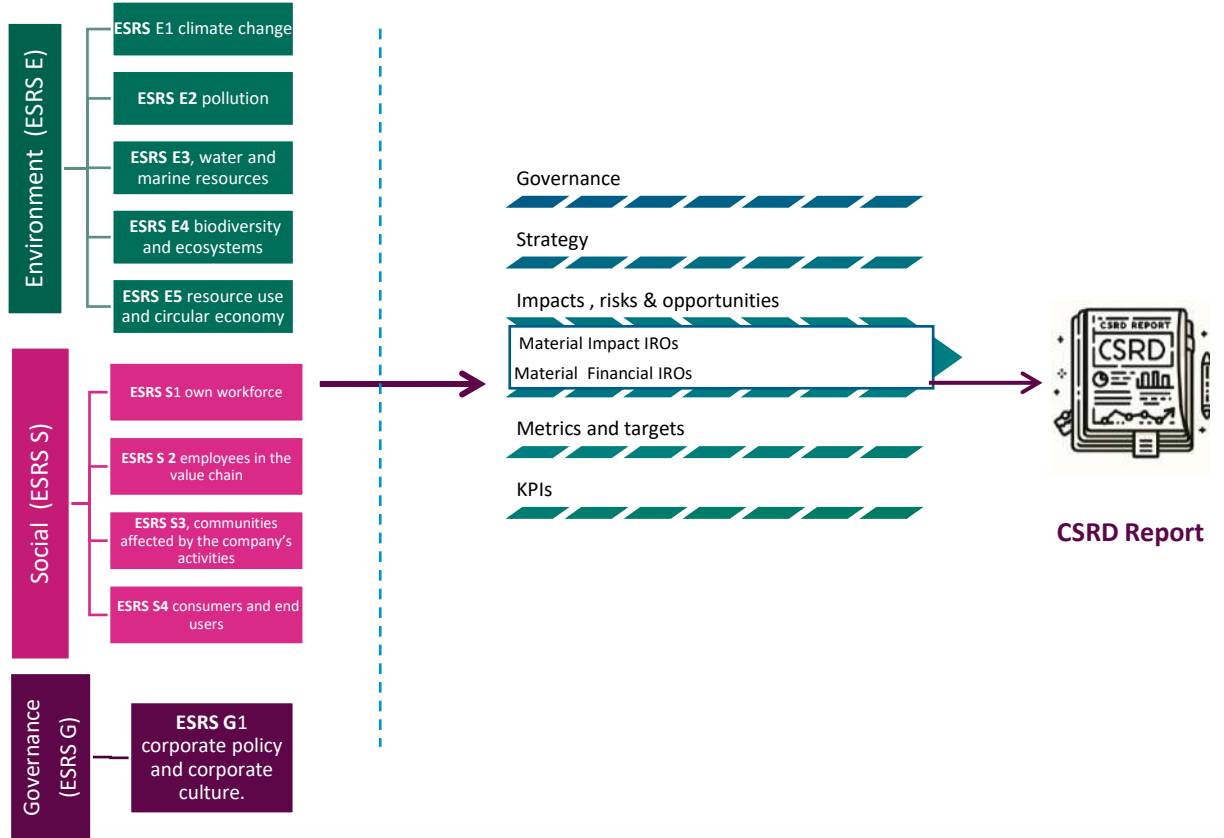 Environment (ESRS E)
ESRS E1 climate change
ESRS E2 pollution
ESRS E3, water and
marine resources
ESRS E4 biodiversity
and ecosystems
ESRS E5 resource use
and circular economy
Social (ESRS S)
ESRS S1 own workforce
ESRS S 2 employees in the
value chain
ESRS S3, communities
affected by the company's
activities
ESRS S4 consumers and end
users
Governance
(ESRS G)
ESRS G1
corporate policy
and corporate
culture.
Governance
Strategy
Impacts , risks & opportunities
Material Impact IROs
Material Financial IROs
Metrics and targets
KPIs
CSRD REPORT
CSRD
CSRD Report